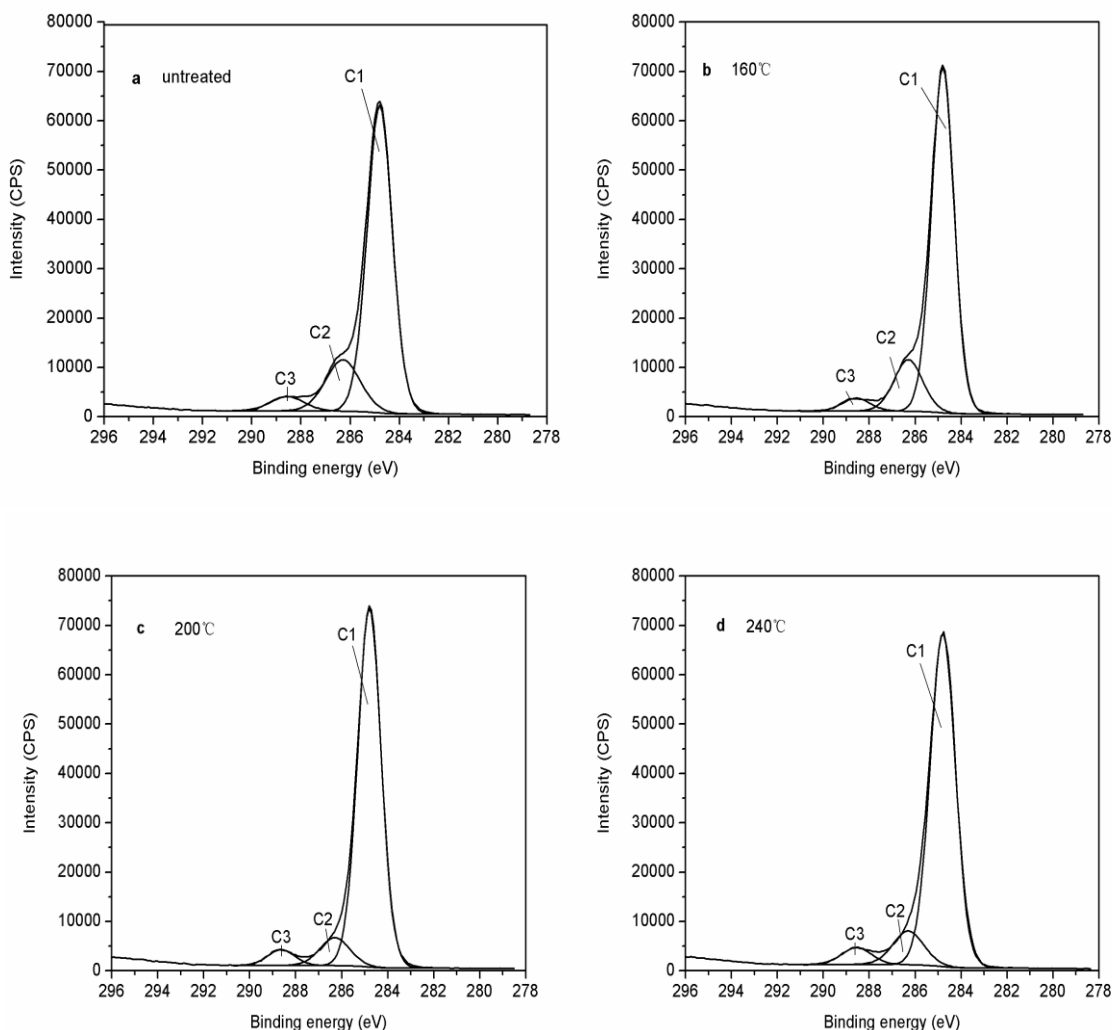 80000
a untreated
C1
70000
60000
50000
40000
30000
20000
10000
0
C2
C3
Intensity (CPS)
296 294 292 290 288 286 284 282 280 278
Binding energy (eV)
80000
b 160℃
C1
70000
60000
50000
40000
30000
20000
10000
0
C2
C3
Intensity (CPS)
296 294 292 290 288 286 284 282 280 278
Binding energy (eV)
80000
c 200℃
C1
70000
60000
50000
40000
30000
20000
10000
0
C2
C3
Intensity (CPS)
296 294 292 290 288 286 284 282 280 278
Binding energy (eV)
80000
d 240℃
C1
70000
60000
50000
40000
30000
20000
10000
0
C2
C3
Intensity (CPS)
296 294 292 290 288 286 284 282 280 278
Binding energy (eV)